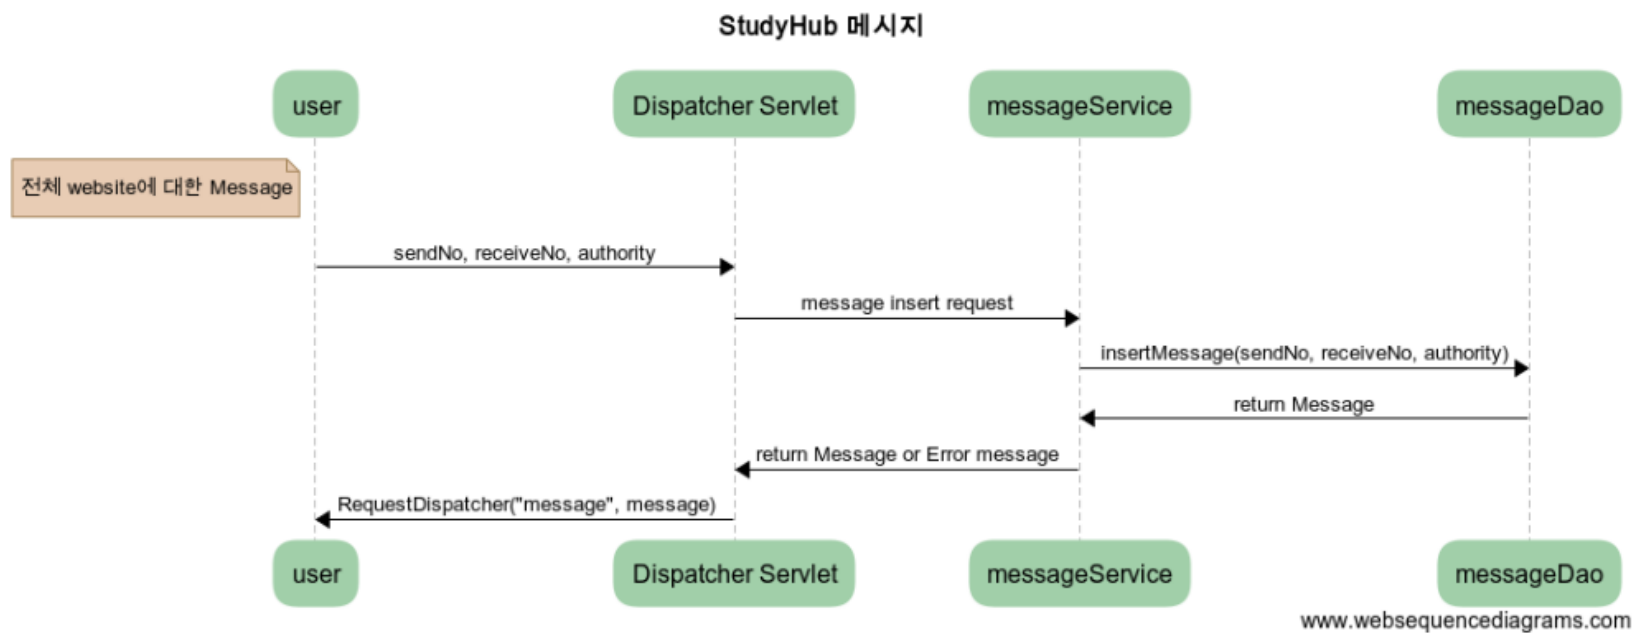 StudyHub 메시지
user
Dispatcher Servlet
messageService
messageDao
전체 website에 대한 Message
sendNo, receiveNo, authority
message insert request
insertMessage(sendNo, receiveNo, authority)
return Message
return Message or Error message
RequestDispatcher("message", message)
user
Dispatcher Servlet
messageService
messageDao
www.websequencediagrams.com